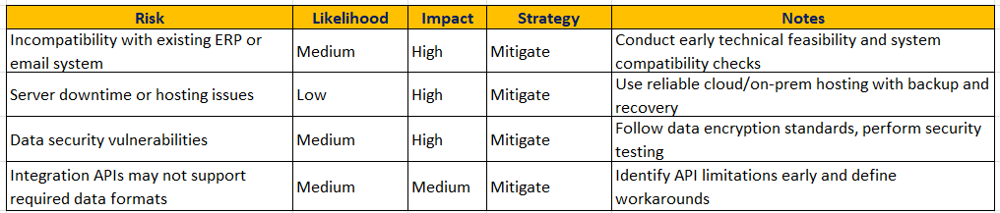 Risk Likelihood Impact Strategy Notes
Incompatibility with existing ERP or email system Medium High Mitigate Conduct early technical feasibility and system compatibility checks
Server downtime or hosting issues Low High Mitigate Use reliable cloud/on-prem hosting with backup and recovery
Data security vulnerabilities Medium High Mitigate Follow data encryption standards, perform security testing
Integration APIs may not support required data formats Medium Medium Mitigate Identify API limitations early and define workarounds